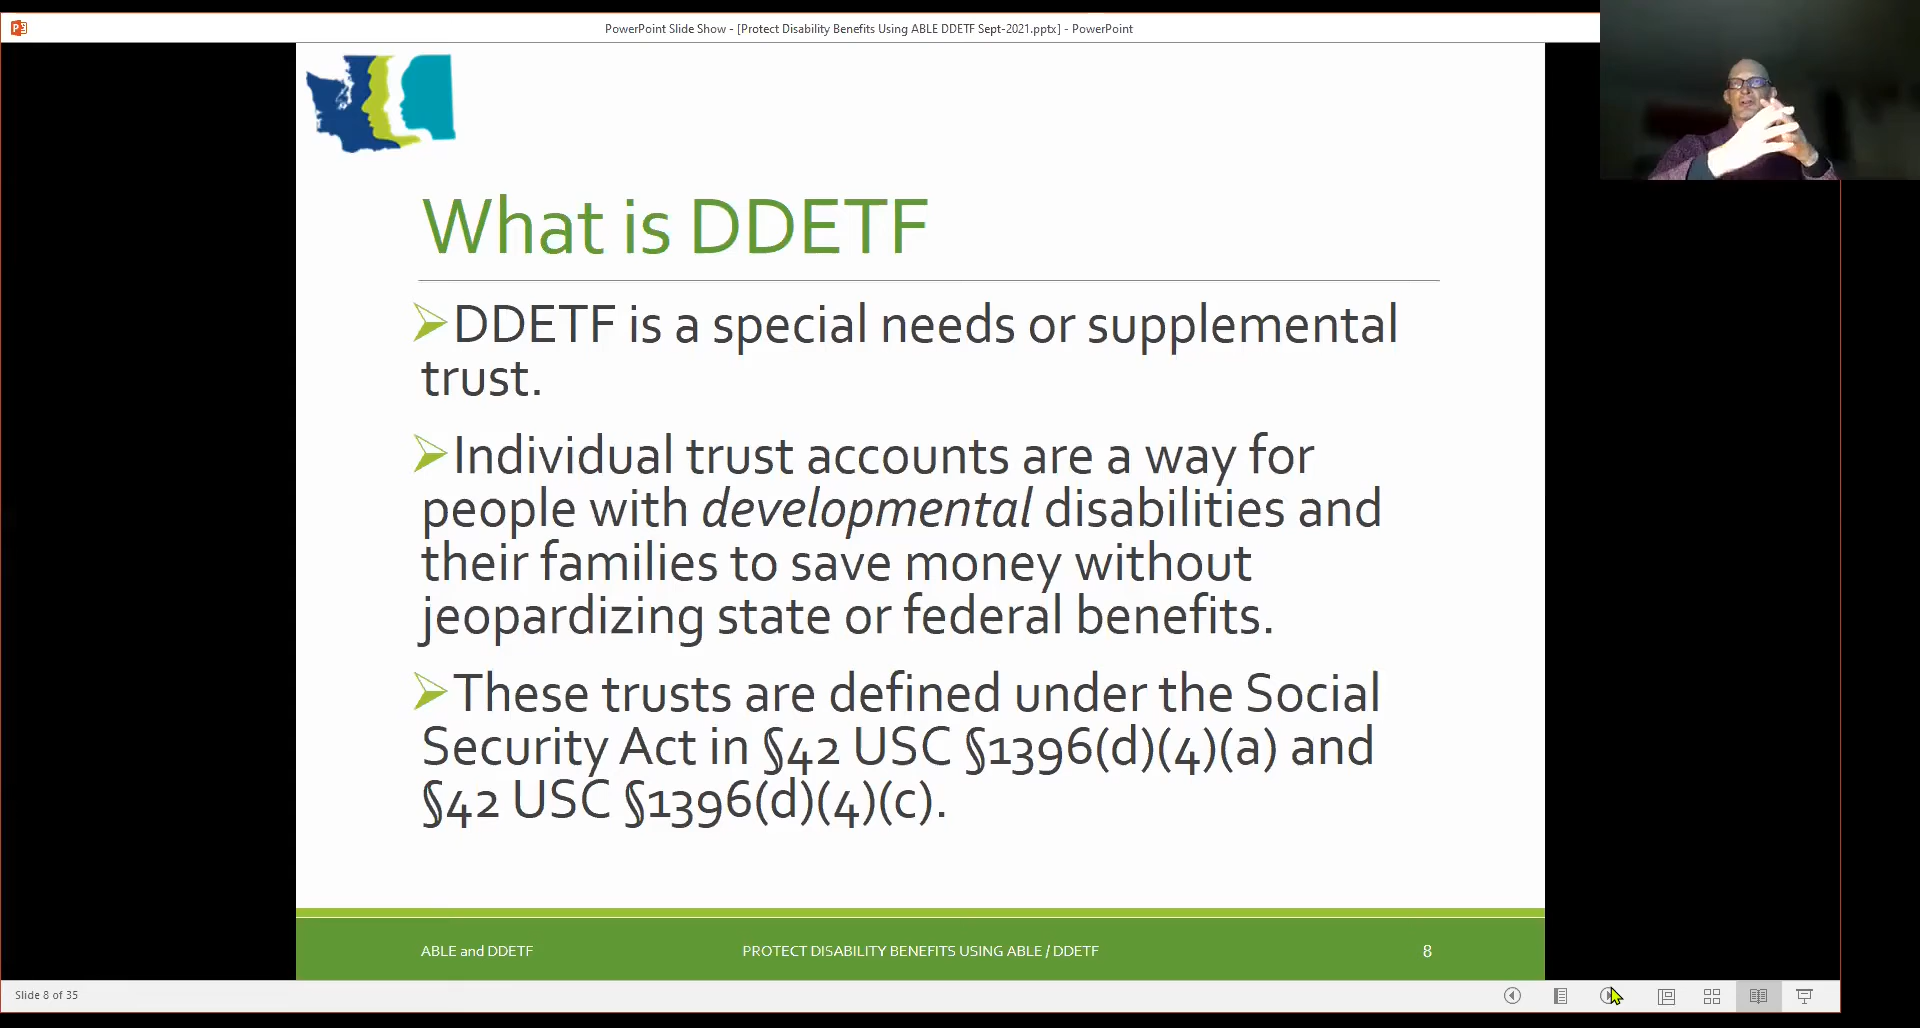 PowerPoint Slide Show - [Protect Disability Benefits Using ABLE DDETF Sept-2021.pptx] - PowerPoint
What is DDETF
➢DDETF is a special needs or supplemental
trust.
➢Individual trust accounts are a way for
people with developmental disabilities and
their families to save money without
jeopardizing state or federal benefits.
➢These trusts are defined under the Social
Security Act in §42 USC §1396(d)(4)(a) and
§42 USC §1396(d)(4)(c).
ABLE and DDETF
PROTECT DISABILITY BENEFITS USING ABLE / DDETF
8
Slide 8 of 35